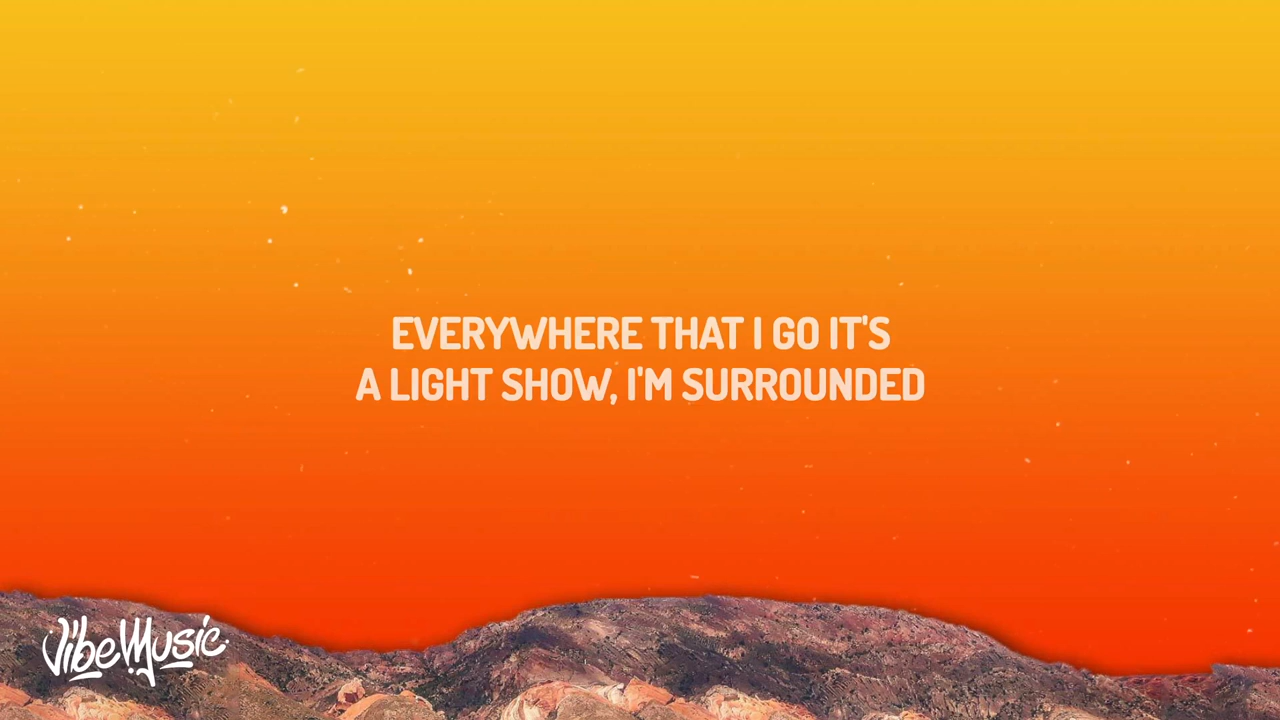 EVERYWHERE THAT I GO IT'S
A LIGHT SHOW, I'M SURROUNDED
VibeMusic